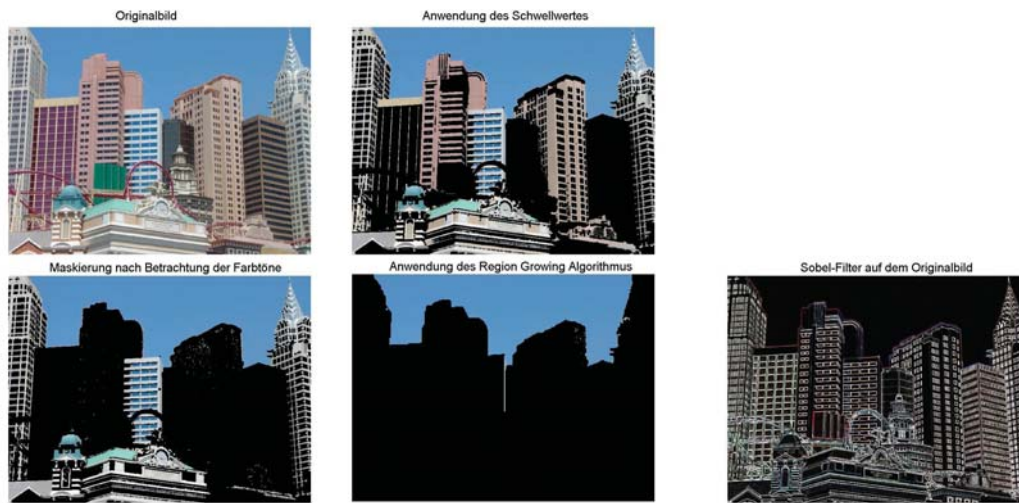 Originalbild
Anwendung des Schwellwertes
Maskierung nach Betrachtung der Farbtöne
Anwendung des Region Growing Algorithmus
Sobel-Filter auf dem Originalbild